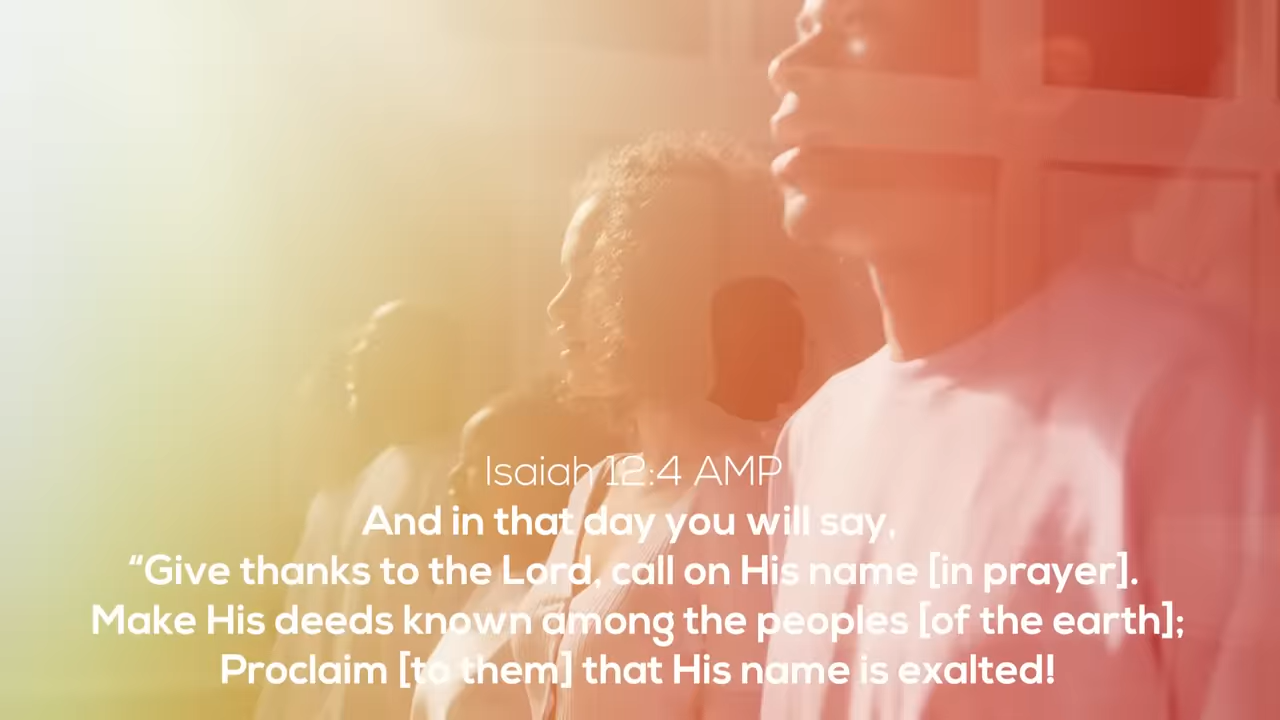 Isaiah 12:4 AMP
And in that day you will say,
“Give thanks to the Lord, call on His name [in prayer].
Make His deeds known among the peoples [of the earth];
Proclaim [to them] that His name is exalted!